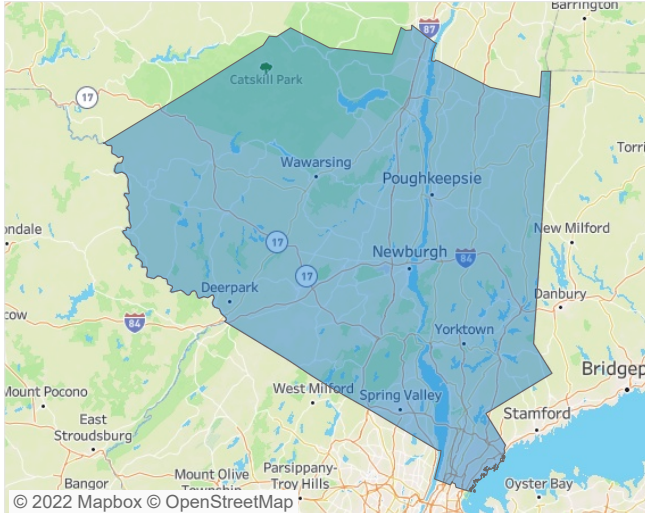 Barrington
87
Catskill Park
17
Torri
Wawarsing
Poughkeepsie
ondale
17
New Milford
Newburgh
84
17
Deerpark
Danbury
cow
84
Yorktown
Bridgep
Mount Pocono
West Milford
Spring Valley
Stamford
East
Stroudsburg
Mount Olive
Township
Parsippany-
Troy Hills
Bangor
Oyster Bay
© 2022 Mapbox © OpenStreetMap